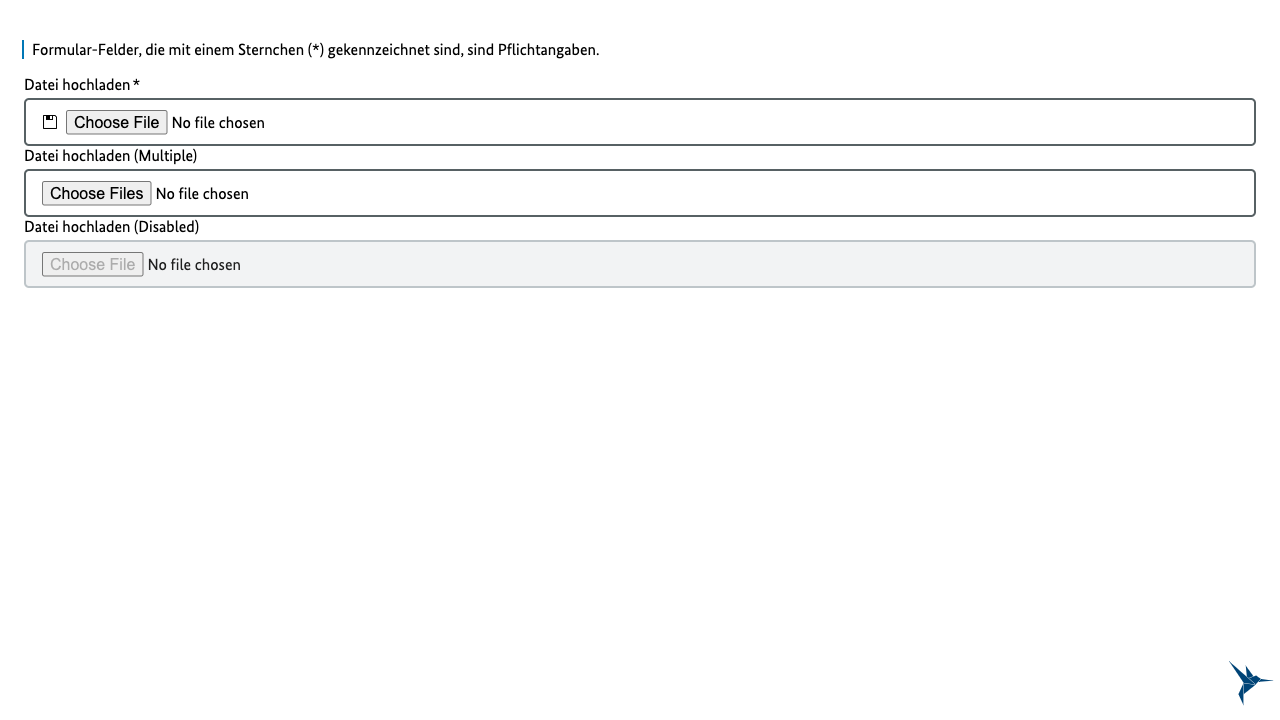 Formular-Felder, die mit einem Sternchen (*) gekennzeichnet sind, sind Pflichtangaben.
Datei hochladen*
Choose File No file chosen
Datei hochladen (Multiple)
Choose Files No file chosen
Datei hochladen (Disabled)
Choose File No file chosen